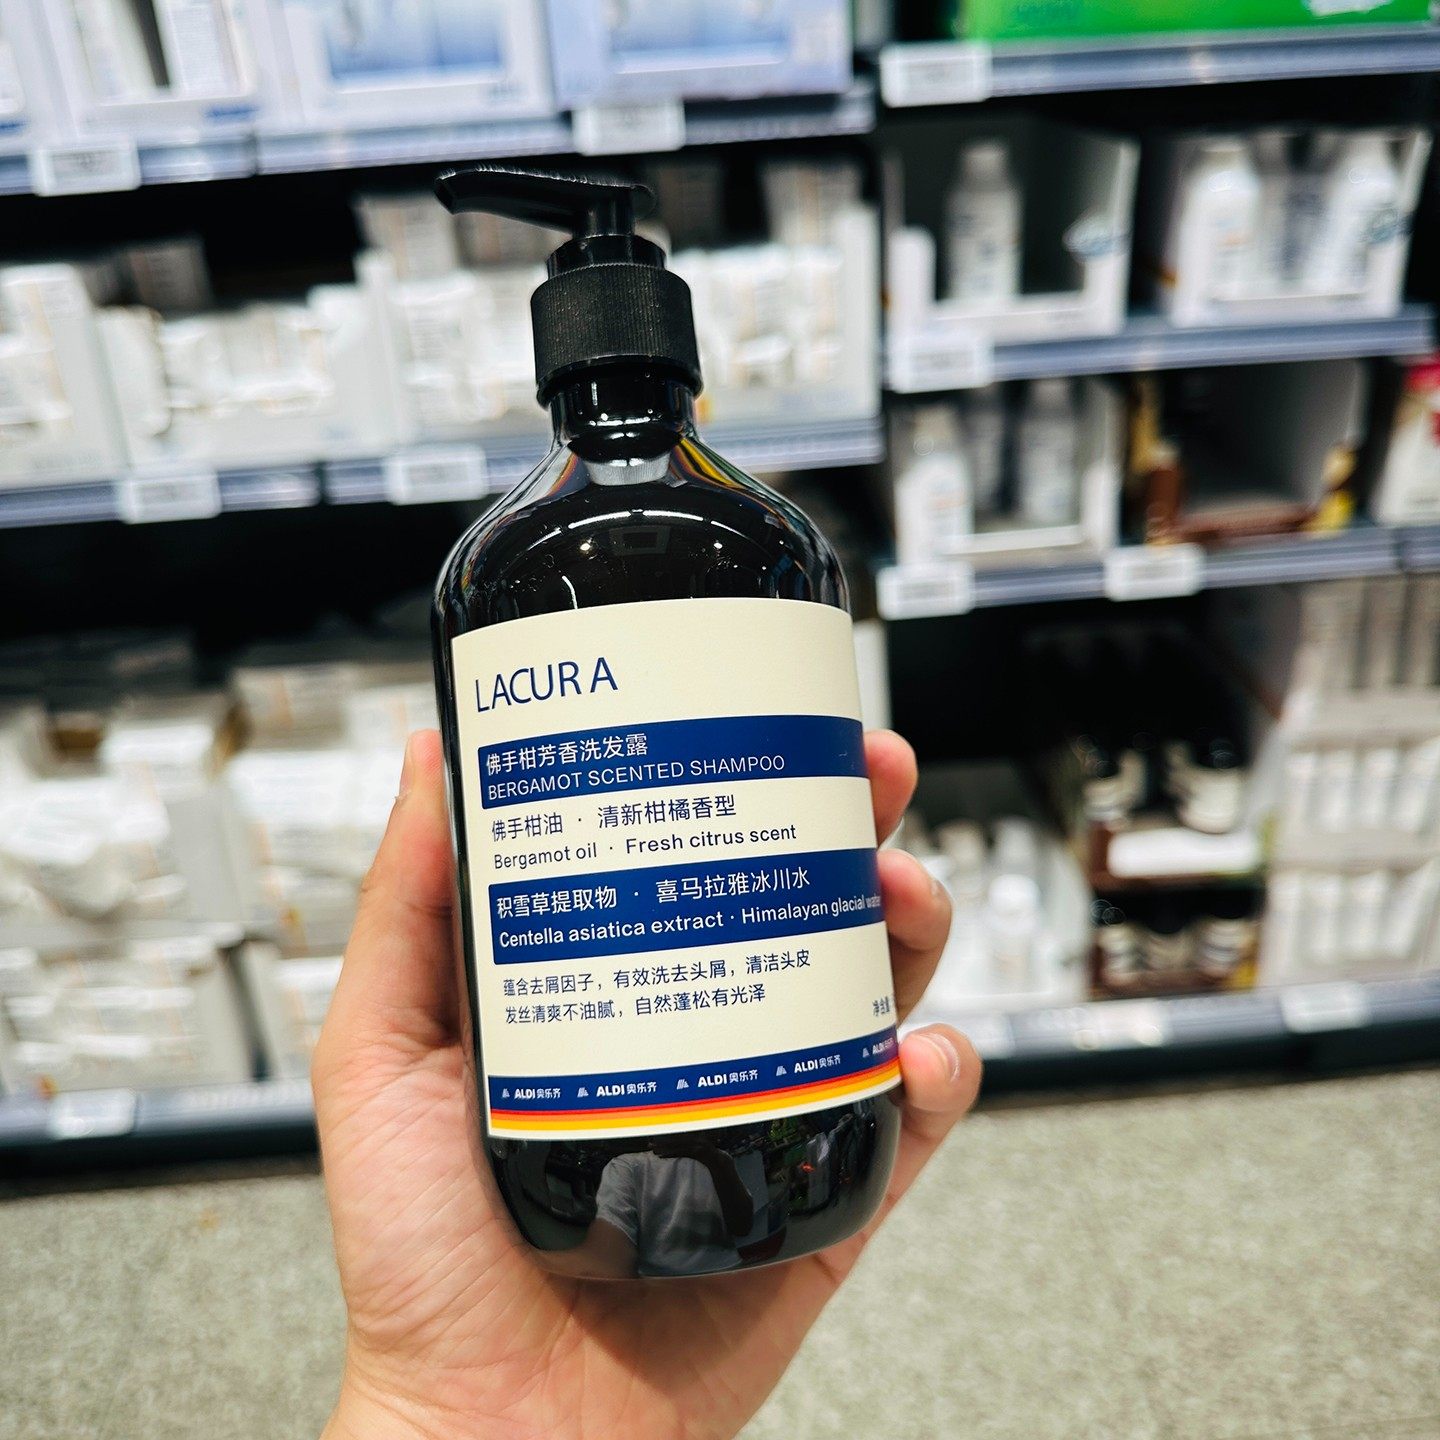 LACURA
佛手柑芳香洗发露
BERGAMOT SCENTED SHAMPOO
佛手柑油 · 清新柑橘香型
Bergamot oil · Fresh citrus scent
积雪草提取物 · 喜马拉雅冰川水
Centella asiatica extract · Himalayan glacial water
蕴含去屑因子，有效洗去头屑，清洁头皮
发丝清爽不油腻，自然蓬松有光泽
净含量
ALDI奥乐齐 ALDI奥乐齐 ALDI奥乐齐 ALDI奥乐齐 ALDI